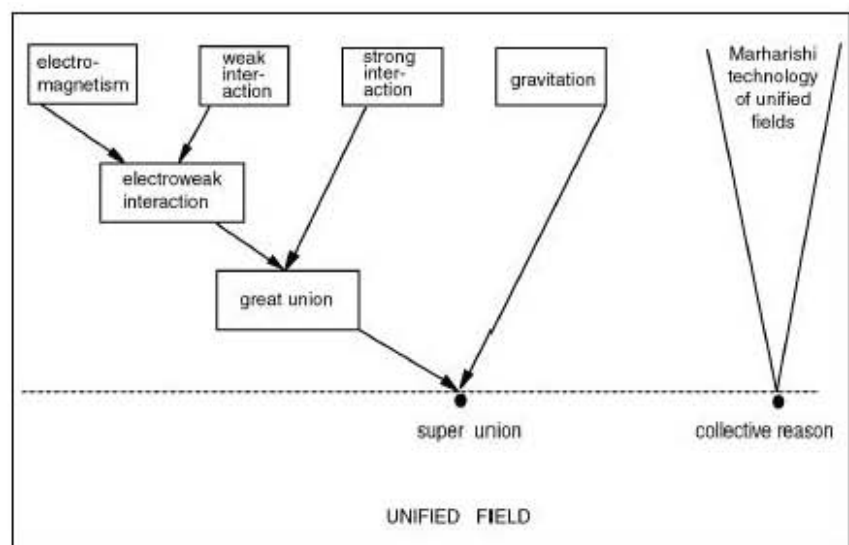 electro-
magnetism
weak
inter-
action
strong
inter-
action
gravitation
Marharishi
technology
of unified
fields
electroweak
interaction
great union
super union
collective reason
UNIFIED FIELD